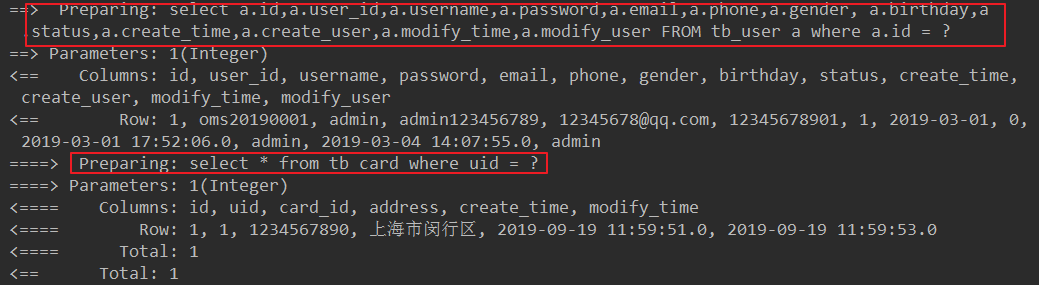 ==>  Preparing: select a.id,a.user_id,a.username,a.password,a.email,a.phone,a.gender, a.birthday,a
.status,a.create_time,a.create_user,a.modify_time,a.modify_user FROM tb_user a where a.id = ?
==> Parameters: 1(Integer)
<==    Columns: id, user_id, username, password, email, phone, gender, birthday, status, create_time,
create_user, modify_time, modify_user
<==        Row: 1, oms20190001, admin, admin123456789, 12345678@qq.com, 12345678901, 1, 2019-03-01, 0,
2019-03-01 17:52:06.0, admin, 2019-03-04 14:07:55.0, admin
====>  Preparing: select * from tb_card where uid = ?
====> Parameters: 1(Integer)
<====    Columns: id, uid, card_id, address, create_time, modify_time
<====        Row: 1, 1, 1234567890, 上海市闵行区, 2019-09-19 11:59:51.0, 2019-09-19 11:59:53.0
<====      Total: 1
<==      Total: 1